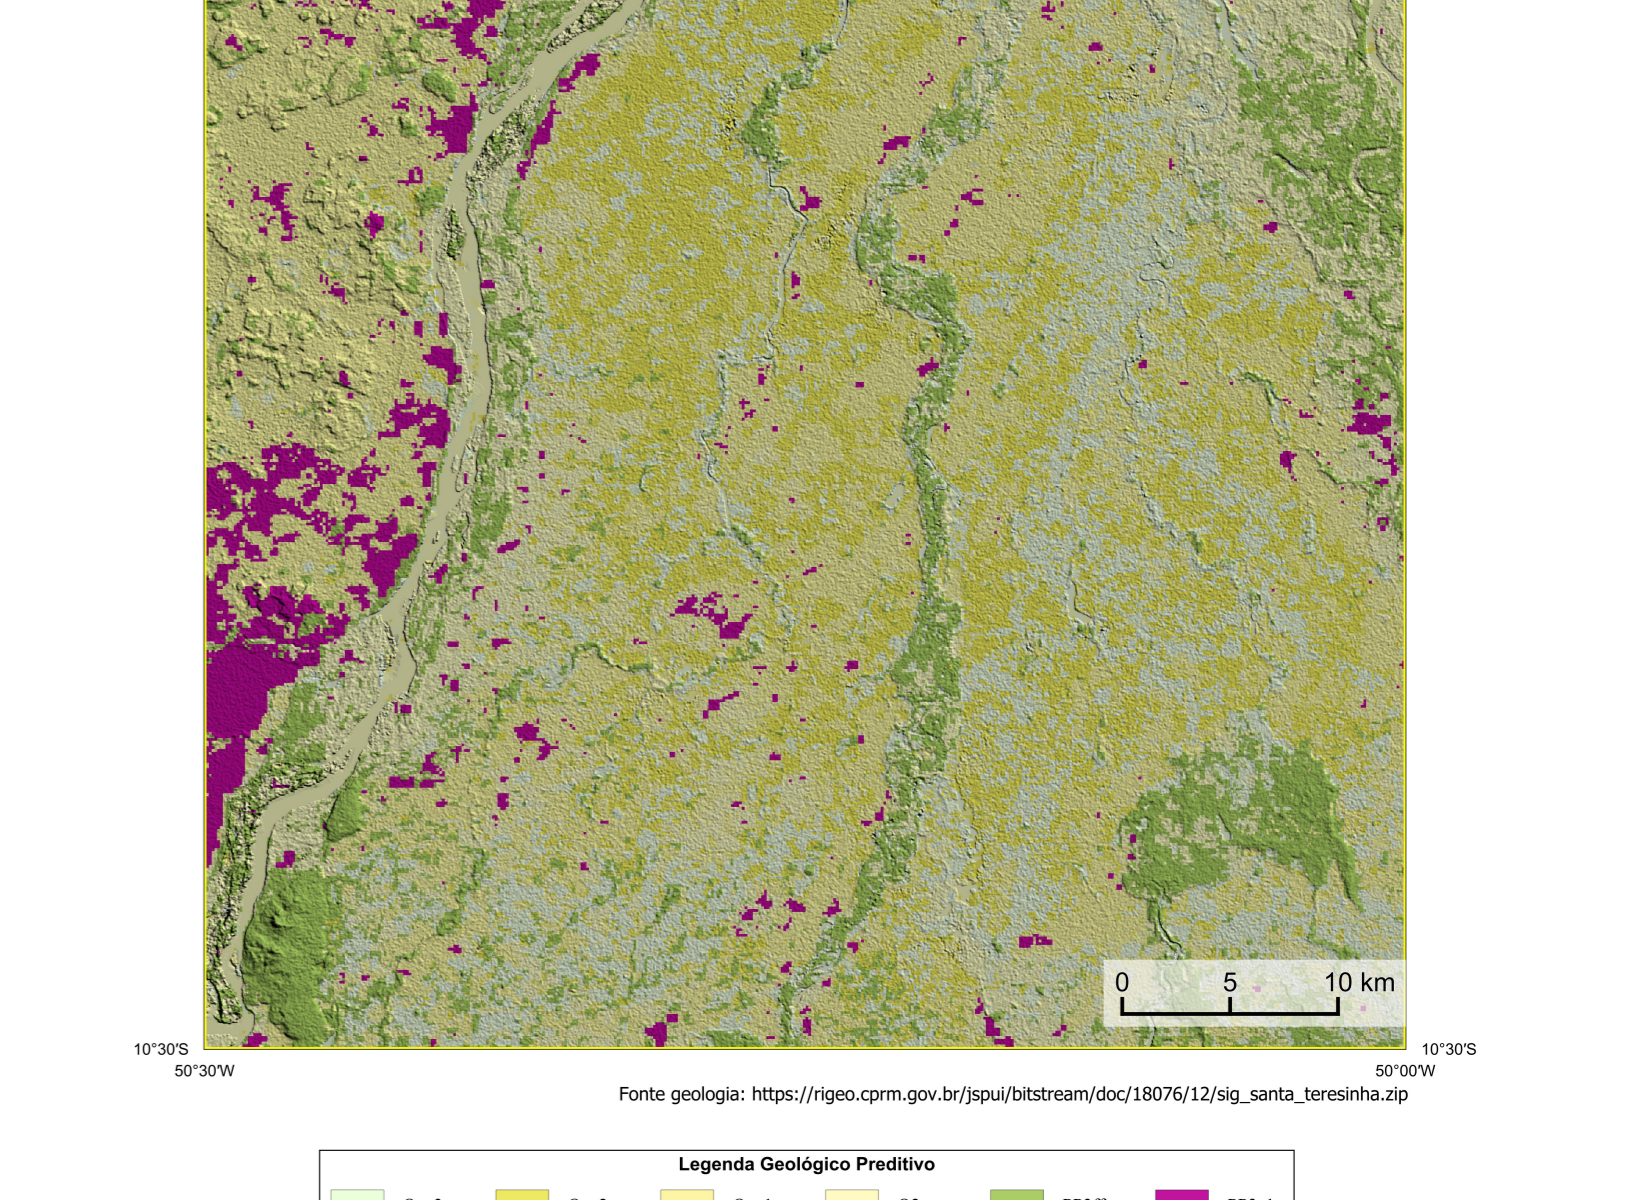 0 5 10 km
10°30′S 10°30′S
50°30′W 50°00′W
Fonte geologia: https://rigeo.cprm.gov.br/jspui/bitstream/doc/18076/12/sig_santa_teresinha.zip
Legenda Geológico Preditivo